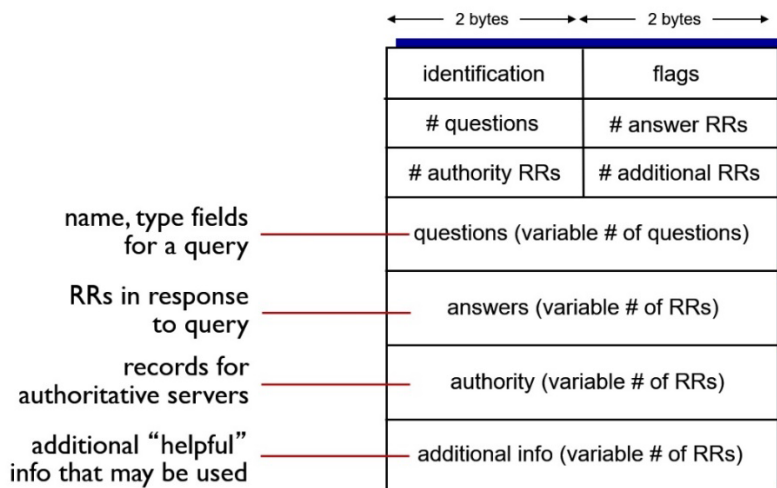 2 bytes 2 bytes
identification flags
# questions # answer RRs
# authority RRs # additional RRs
name, type fields
for a query
questions (variable # of questions)
RRs in response
to query
answers (variable # of RRs)
records for
authoritative servers
authority (variable # of RRs)
additional “helpful”
info that may be used
additional info (variable # of RRs)